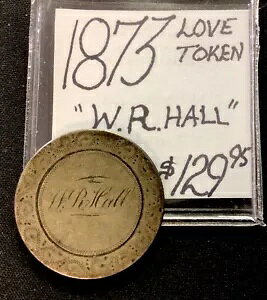 1873 LOVE
TOKEN
"W.R. HALL"
$129.95
W.R. Hall